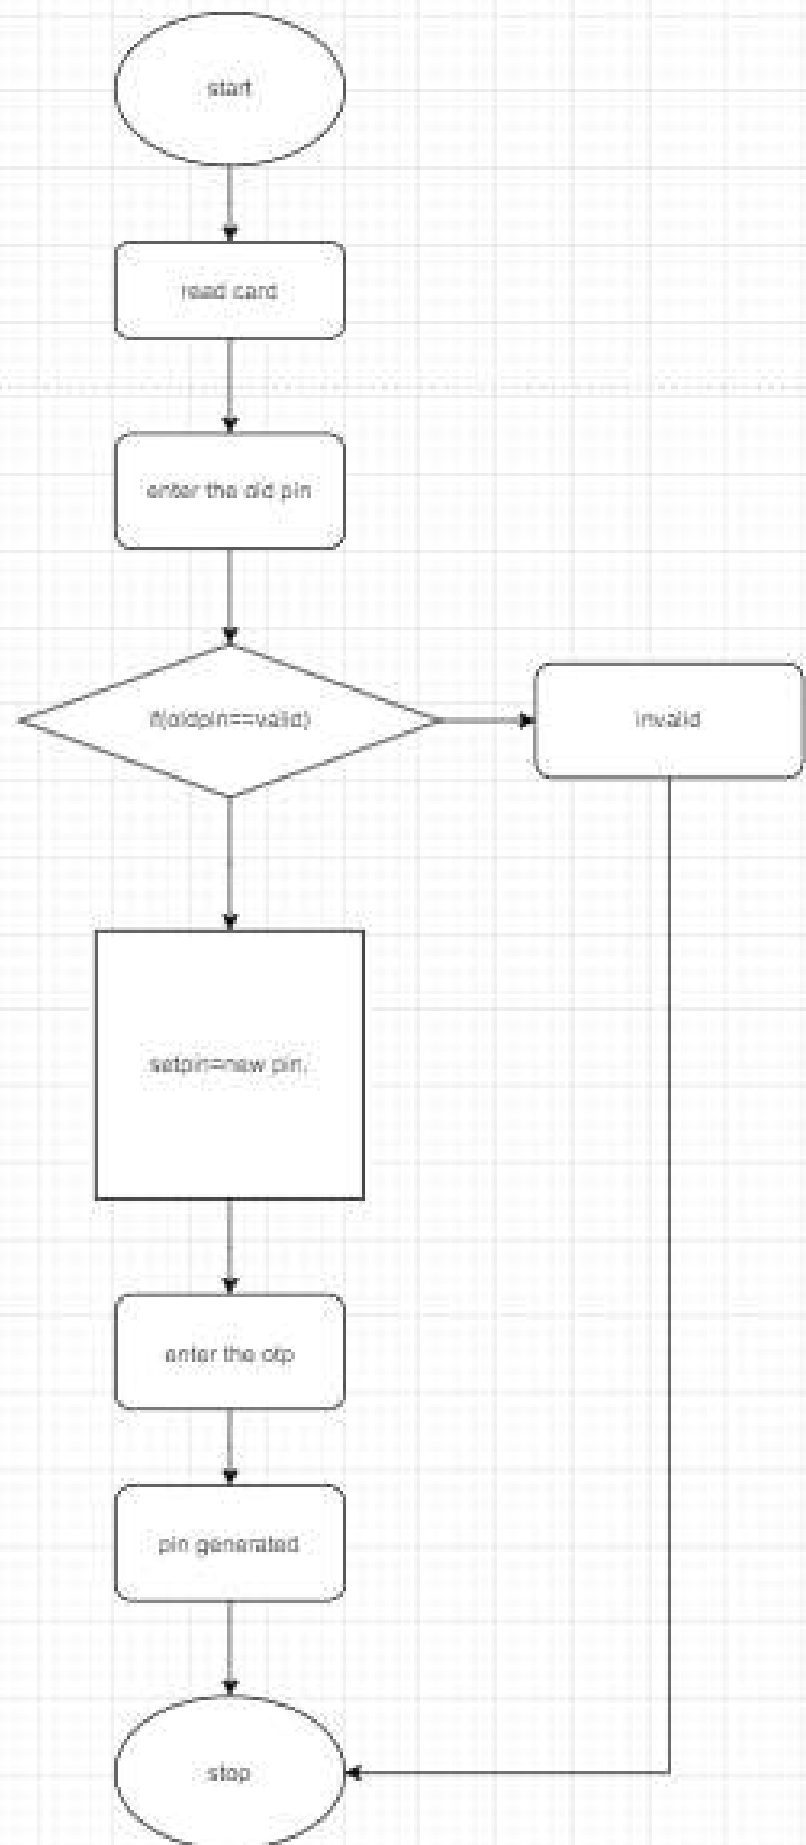 start
read card
enter the old pin
if(oldpin==valid)
invalid
setpin=new pin.
enter the otp
pin generated
stop